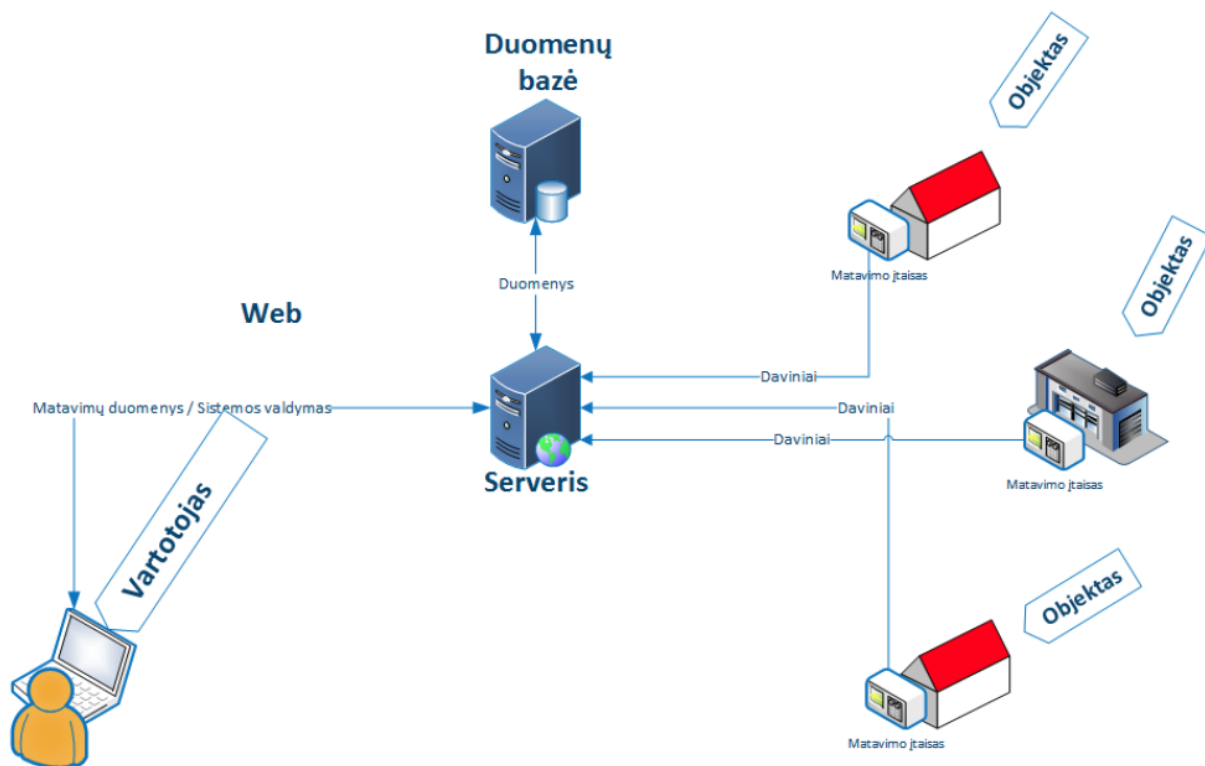 Duomenų
bazė
Objektas
Objektas
Matavimo įtaisas
Duomenys
Web
Daviniai
Matavimų duomenys / Sistemos valdymas
Daviniai
Daviniai
Serveris
Matavimo įtaisas
Vartotojas
Objektas
Matavimo įtaisas